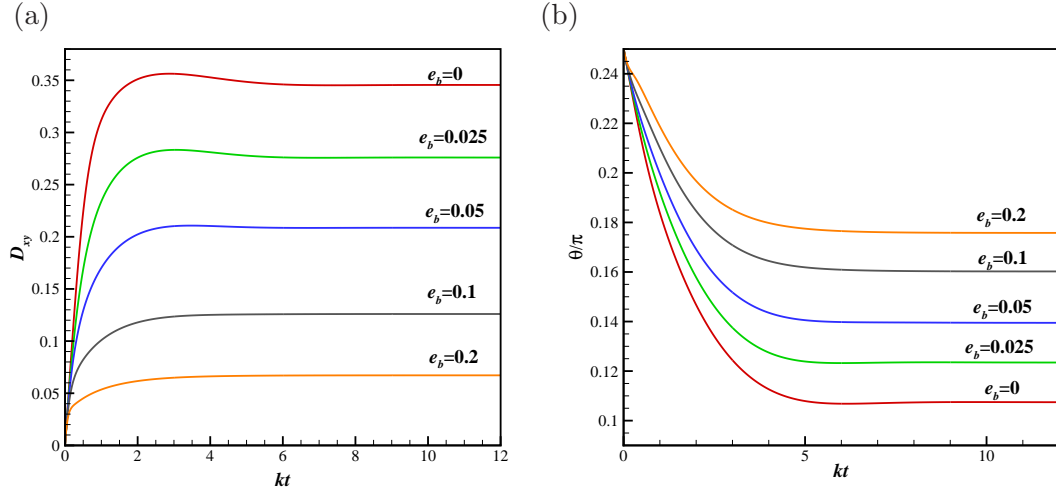 (a)
(b)
D_xy
0.35
0.3
0.25
0.2
0.15
0.1
0.05
0
e_b=0
e_b=0.025
e_b=0.05
e_b=0.1
e_b=0.2
0 2 4 6 8 10 12
kt
θ/π
0.24
0.22
0.2
0.18
0.16
0.14
0.12
0.1
e_b=0.2
e_b=0.1
e_b=0.05
e_b=0.025
e_b=0
0 5 10
kt